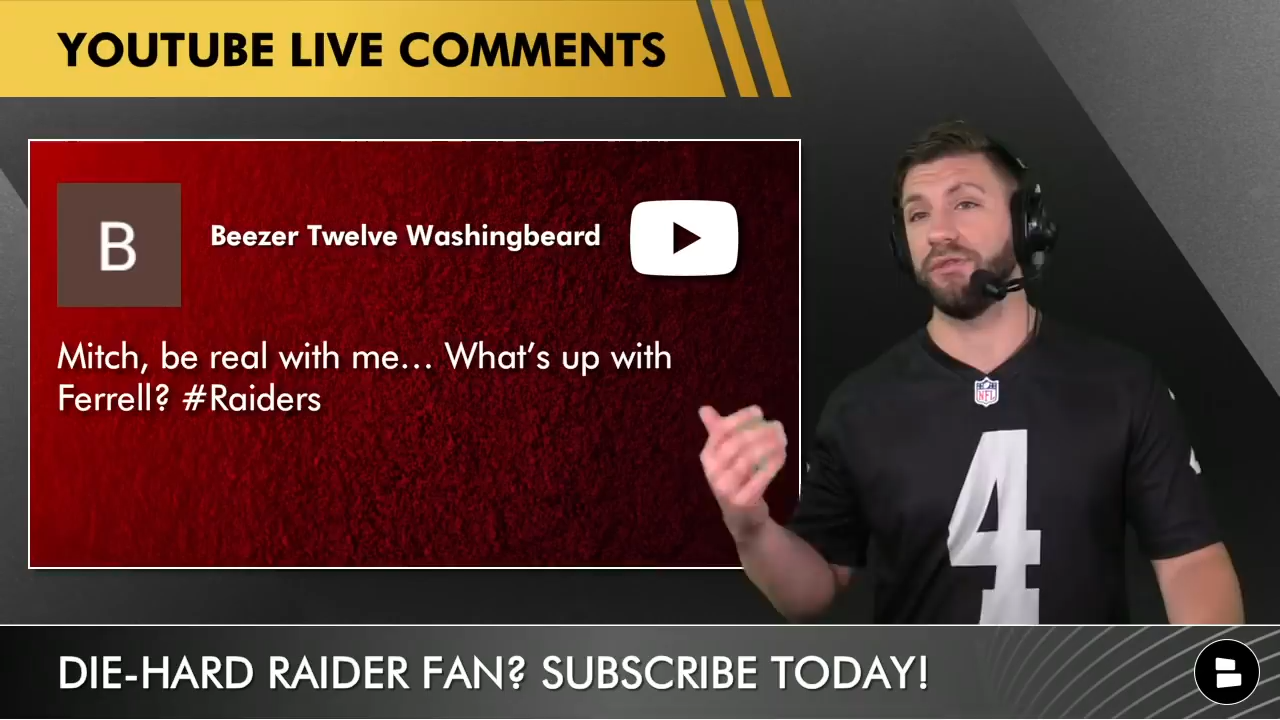 YOUTUBE LIVE COMMENTS
B
Beezer Twelve Washingbeard
Mitch, be real with me... What's up with
Ferrell? #Raiders
NFL
4
DIE-HARD RAIDER FAN? SUBSCRIBE TODAY!